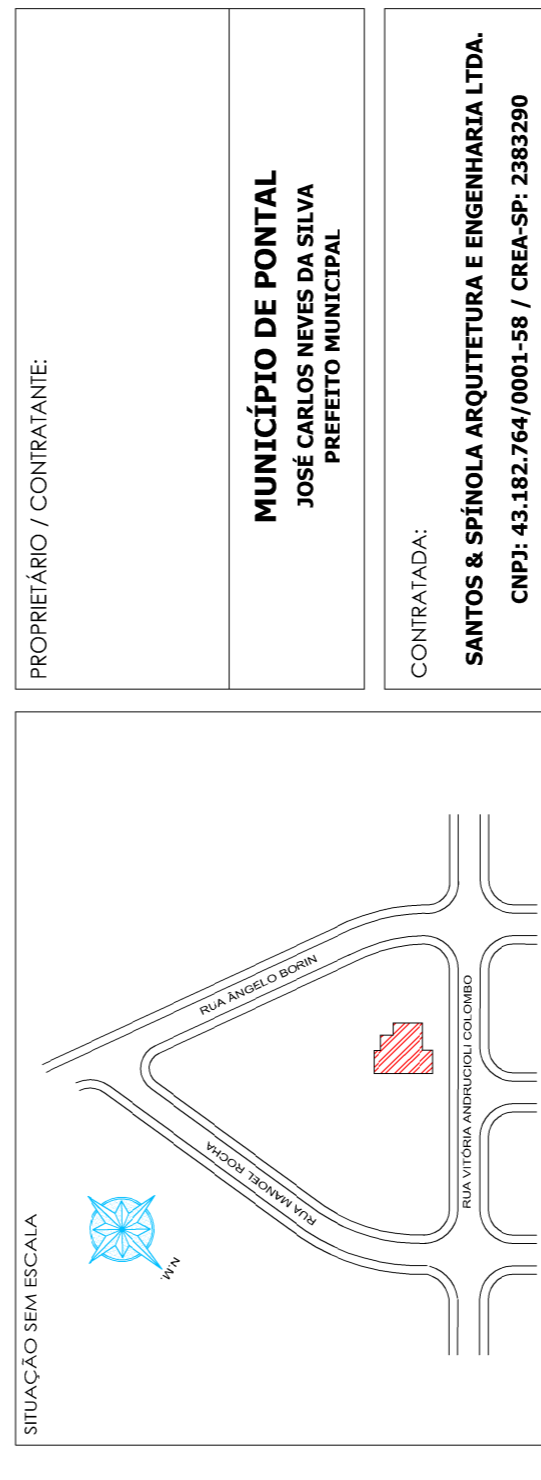 SITUAÇÃO SEM ESCALA
N.M.
RUA MANOEL ROCHA
RUA ÂNGELO BORIN
RUA VITÓRIA ANDRUCIOLI COLOMBO
PROPRIETÁRIO / CONTRATANTE:
MUNICÍPIO DE PONTAL
JOSÉ CARLOS NEVES DA SILVA
PREFEITO MUNICIPAL
CONTRATADA:
SANTOS & SPÍNOLA ARQUITETURA E ENGENHARIA LTDA.
CNPJ: 43.182.764/0001-58 / CREA-SP: 2383290